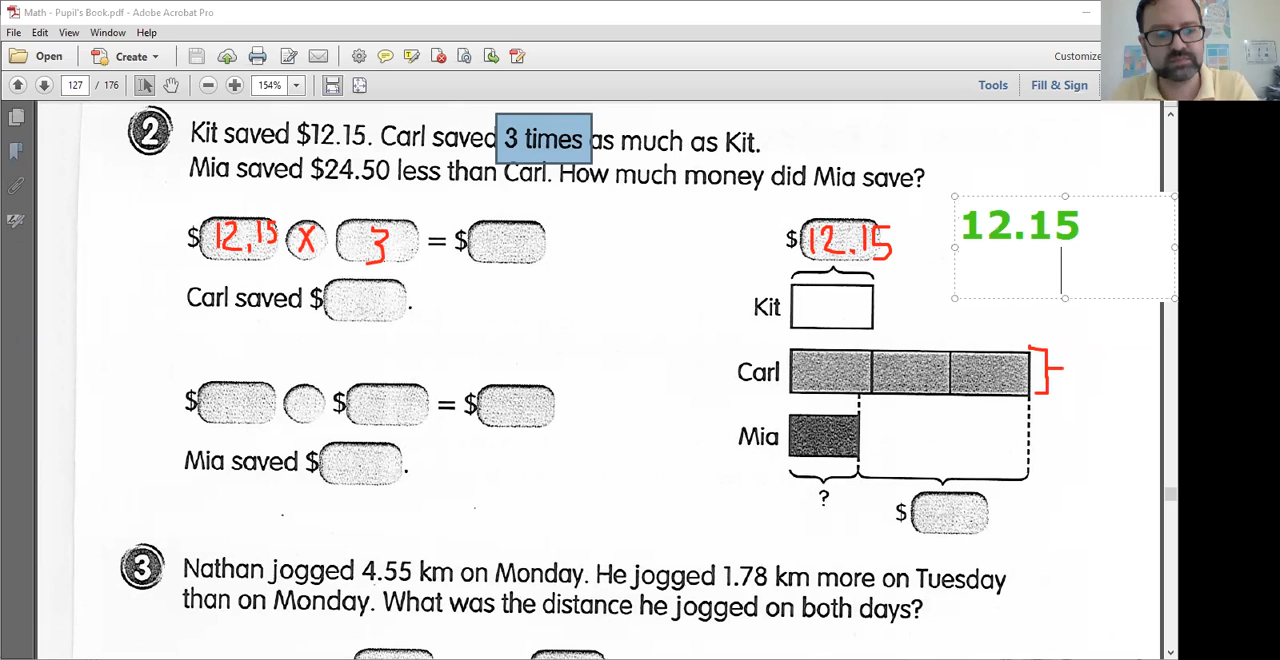 Math - Pupil's Book.pdf - Adobe Acrobat Pro
File Edit View Window Help
Open Create Customize
127 / 176 154% Tools Fill & Sign
2 Kit saved $12.15. Carl saved 3 times as much as Kit.
Mia saved $24.50 less than Carl. How much money did Mia save?
$ 12.15 x 3 = $
Carl saved $ .
$ $ = $
Mia saved $ .
$ 12.15
Kit
Carl
Mia
?
$
12.15
3 Nathan jogged 4.55 km on Monday. He jogged 1.78 km more on Tuesday
than on Monday. What was the distance he jogged on both days?